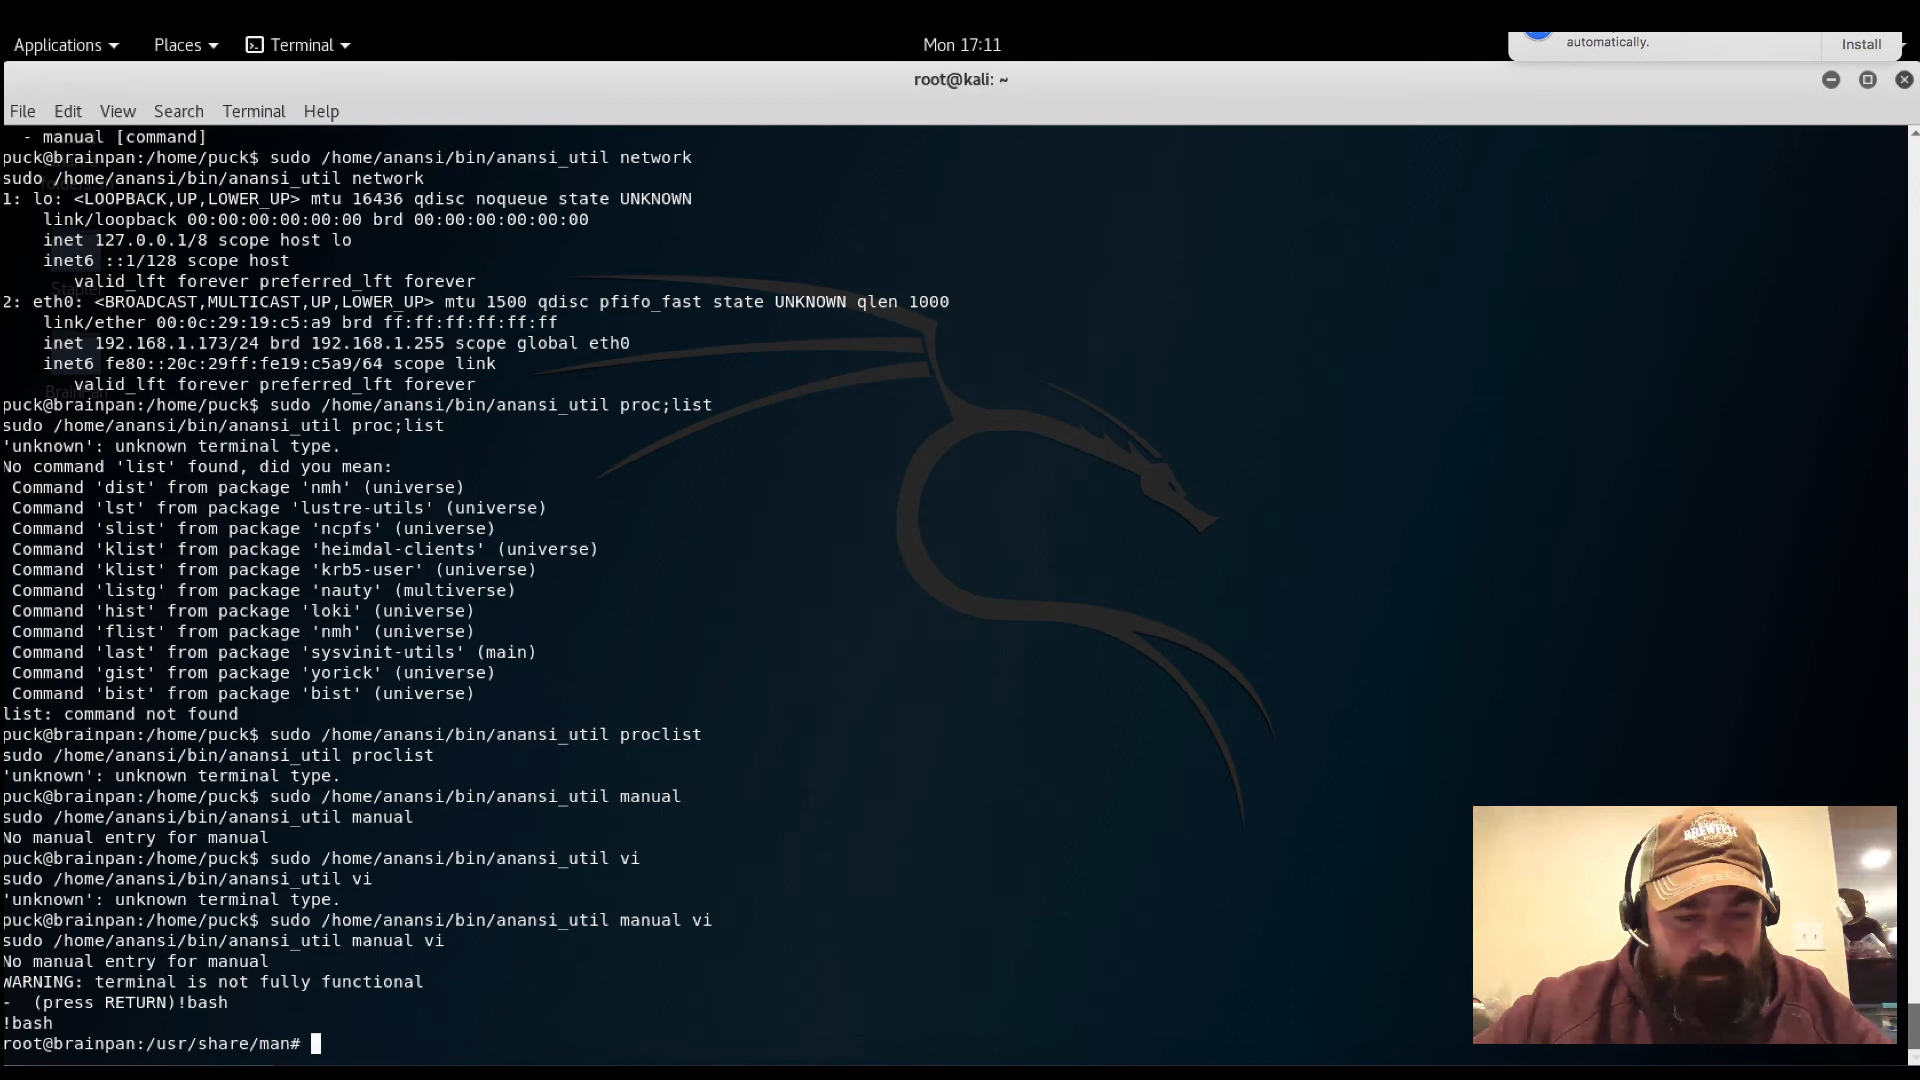 Applications
Places
Terminal
Mon 17:11
automatically.
Install
root@kali: ~
File Edit View Search Terminal Help
- manual [command]
puck@brainpan:/home/puck$ sudo /home/anansi/bin/anansi_util network
sudo /home/anansi/bin/anansi_util network
1: lo: <LOOPBACK,UP,LOWER_UP> mtu 16436 qdisc noqueue state UNKNOWN
link/loopback 00:00:00:00:00:00 brd 00:00:00:00:00:00
inet 127.0.0.1/8 scope host lo
inet6 ::1/128 scope host
valid_lft forever preferred_lft forever
2: eth0: <BROADCAST,MULTICAST,UP,LOWER_UP> mtu 1500 qdisc pfifo_fast state UNKNOWN qlen 1000
link/ether 00:0c:29:19:c5:a9 brd ff:ff:ff:ff:ff:ff
inet 192.168.1.173/24 brd 192.168.1.255 scope global eth0
inet6 fe80::20c:29ff:fe19:c5a9/64 scope link
valid_lft forever preferred_lft forever
puck@brainpan:/home/puck$ sudo /home/anansi/bin/anansi_util proc;list
sudo /home/anansi/bin/anansi_util proc;list
'unknown': unknown terminal type.
No command 'list' found, did you mean:
Command 'dist' from package 'nmh' (universe)
Command 'lst' from package 'lustre-utils' (universe)
Command 'slist' from package 'ncpfs' (universe)
Command 'klist' from package 'heimdal-clients' (universe)
Command 'klist' from package 'krb5-user' (universe)
Command 'listg' from package 'nauty' (multiverse)
Command 'hist' from package 'loki' (universe)
Command 'flist' from package 'nmh' (universe)
Command 'last' from package 'sysvinit-utils' (main)
Command 'gist' from package 'yorick' (universe)
Command 'bist' from package 'bist' (universe)
list: command not found
puck@brainpan:/home/puck$ sudo /home/anansi/bin/anansi_util proclist
sudo /home/anansi/bin/anansi_util proclist
'unknown': unknown terminal type.
puck@brainpan:/home/puck$ sudo /home/anansi/bin/anansi_util manual
sudo /home/anansi/bin/anansi_util manual
No manual entry for manual
puck@brainpan:/home/puck$ sudo /home/anansi/bin/anansi_util vi
sudo /home/anansi/bin/anansi_util vi
'unknown': unknown terminal type.
puck@brainpan:/home/puck$ sudo /home/anansi/bin/anansi_util manual vi
sudo /home/anansi/bin/anansi_util manual vi
No manual entry for manual
WARNING: terminal is not fully functional
-  (press RETURN)!bash
!bash
root@brainpan:/usr/share/man#